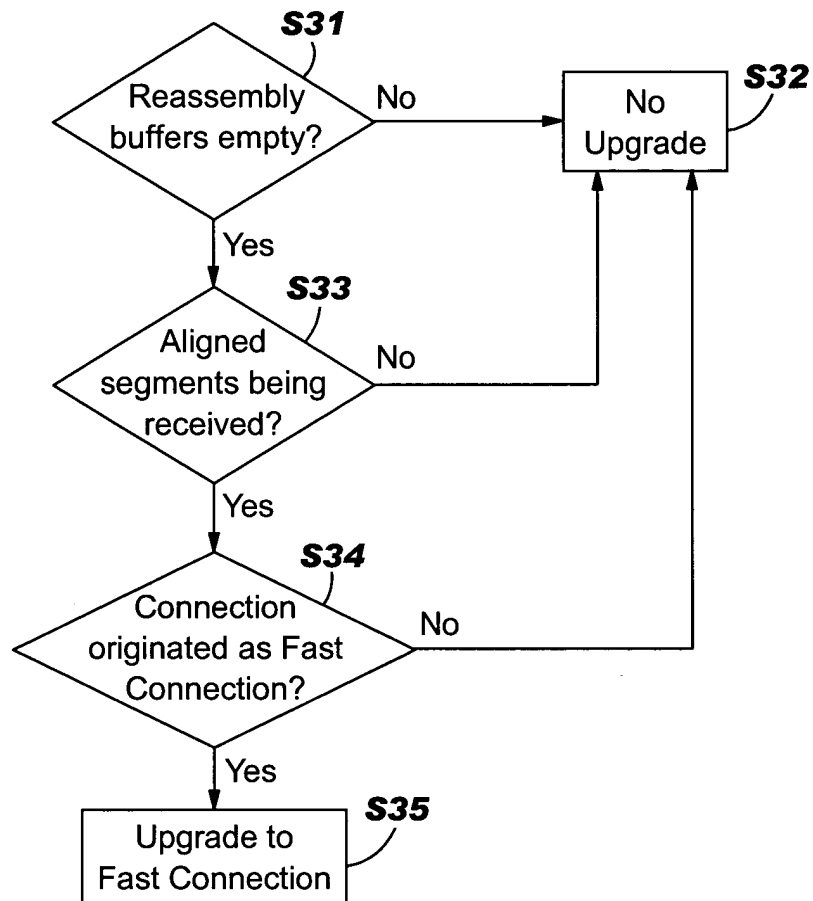 S31
Reassembly
buffers empty?
No
No
Upgrade
S32
Yes
S33
Aligned
segments being
received?
No
Yes
S34
Connection
originated as Fast
Connection?
No
Yes
S35
Upgrade to
Fast Connection